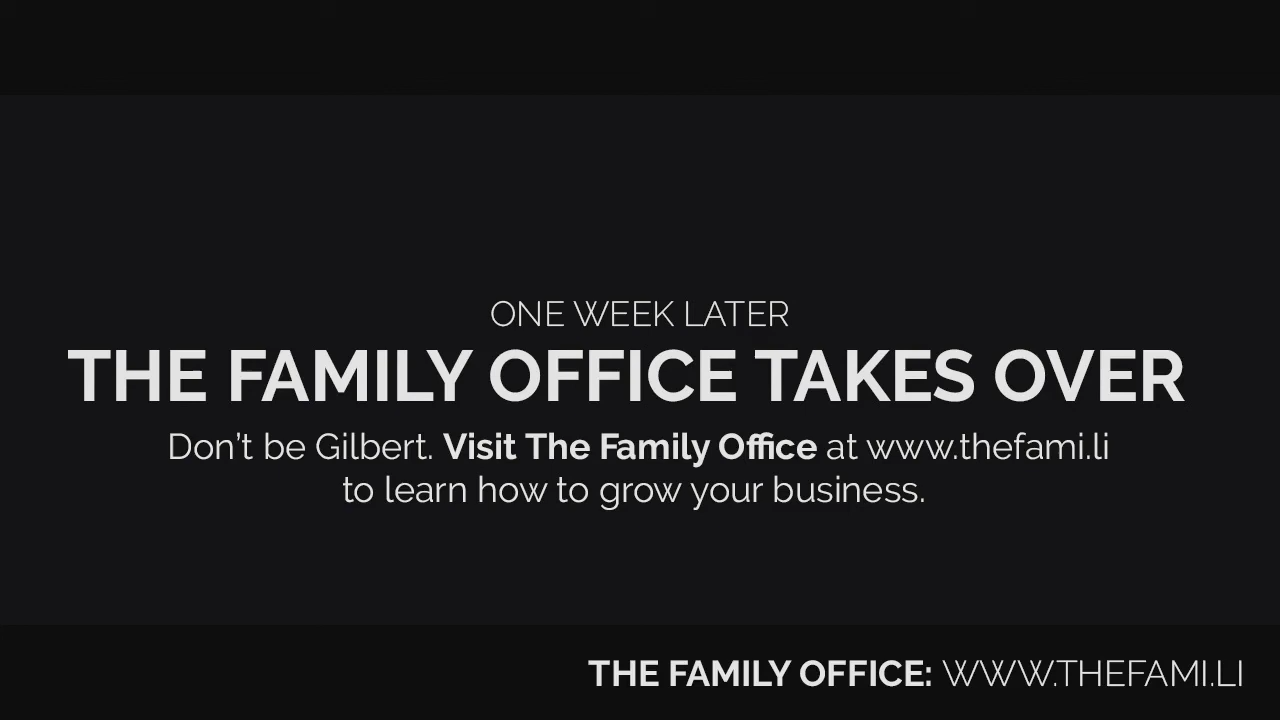 ONE WEEK LATER
THE FAMILY OFFICE TAKES OVER
Don’t be Gilbert. Visit The Family Office at www.thefami.li
to learn how to grow your business.
THE FAMILY OFFICE: WWW.THEFAMI.LI